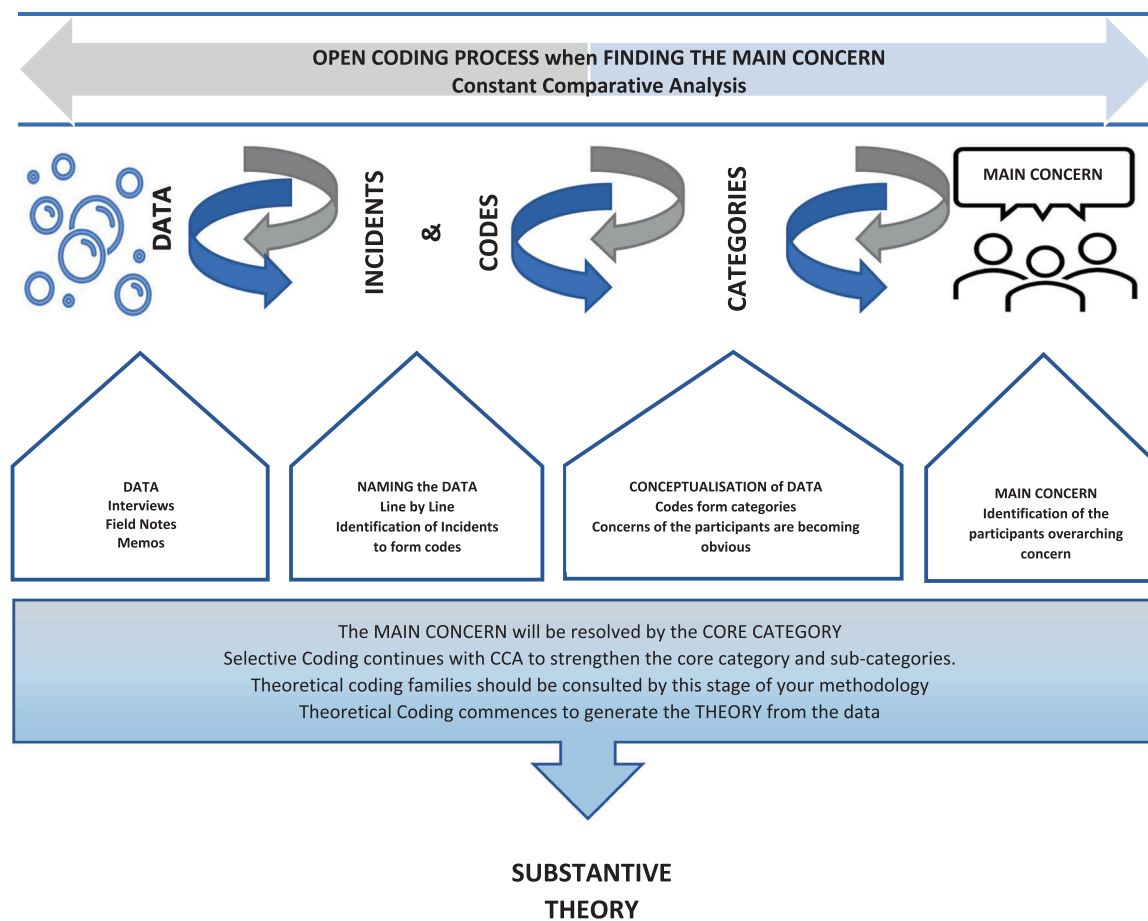 OPEN CODING PROCESS when FINDING THE MAIN CONCERN
Constant Comparative Analysis
DATA
INCIDENTS
&
CODES
CATEGORIES
MAIN CONCERN
DATA
Interviews
Field Notes
Memos
NAMING the DATA
Line by Line
Identification of Incidents
to form codes
CONCEPTUALISATION of DATA
Codes form categories
Concerns of the participants are becoming
obvious
MAIN CONCERN
Identification of the
participants overarching
concern
The MAIN CONCERN will be resolved by the CORE CATEGORY
Selective Coding continues with CCA to strengthen the core category and sub-categories.
Theoretical coding families should be consulted by this stage of your methodology
Theoretical Coding commences to generate the THEORY from the data
SUBSTANTIVE
THEORY